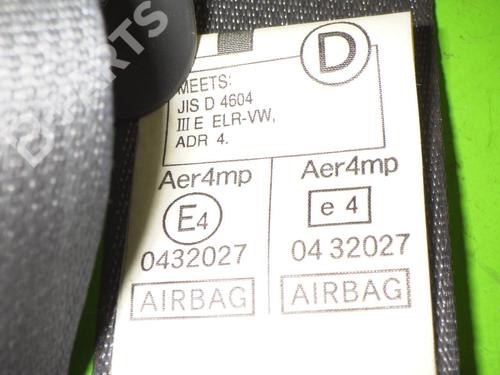 D
MEETS:
JIS D 4604
III E ELR-VW,
ADR 4.
Aer4mp Aer4mp
E4 e 4
0432027 04 32027
AIRBAG AIRBAG